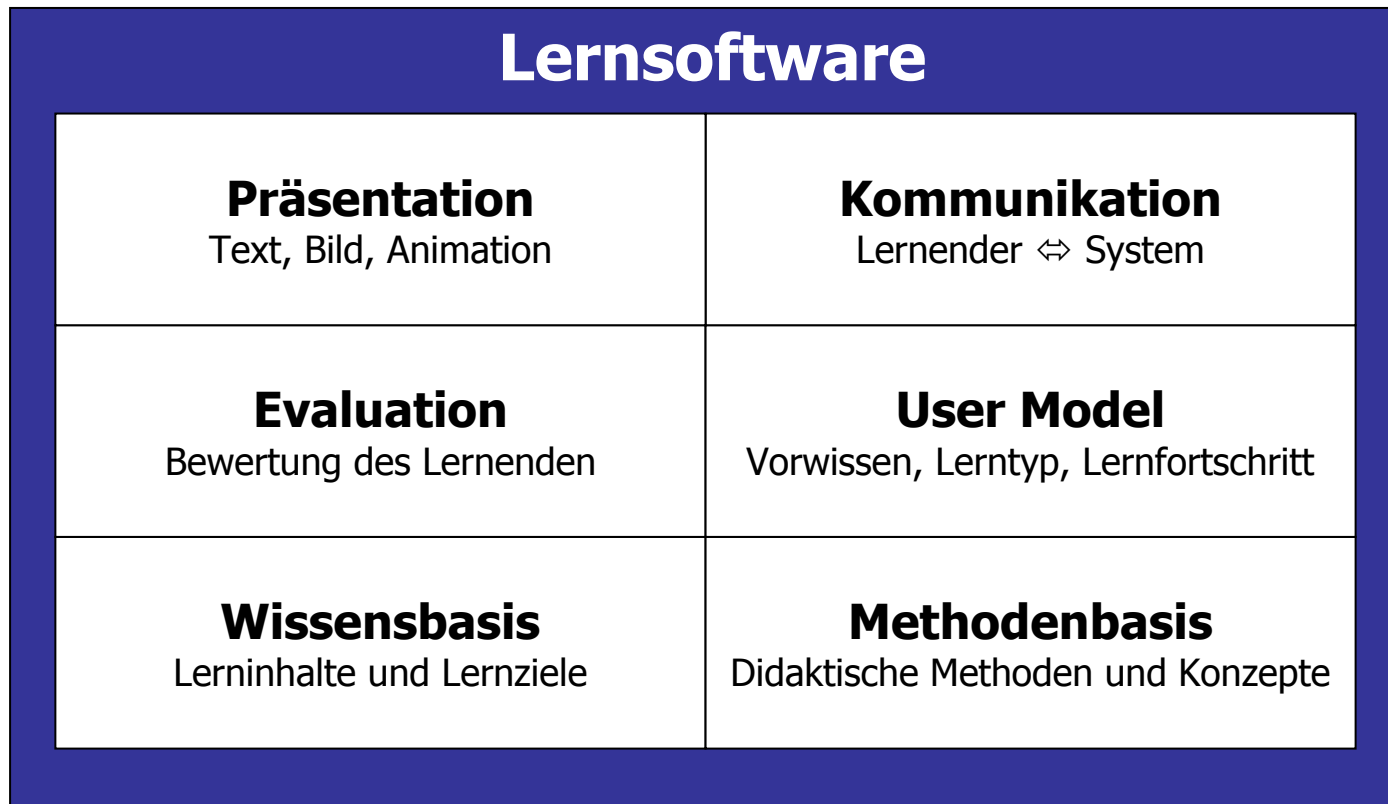 Lernsoftware
Präsentation
Text, Bild, Animation
Kommunikation
Lernender ⇔ System
Evaluation
Bewertung des Lernenden
User Model
Vorwissen, Lerntyp, Lernfortschritt
Wissensbasis
Lerninhalte und Lernziele
Methodenbasis
Didaktische Methoden und Konzepte